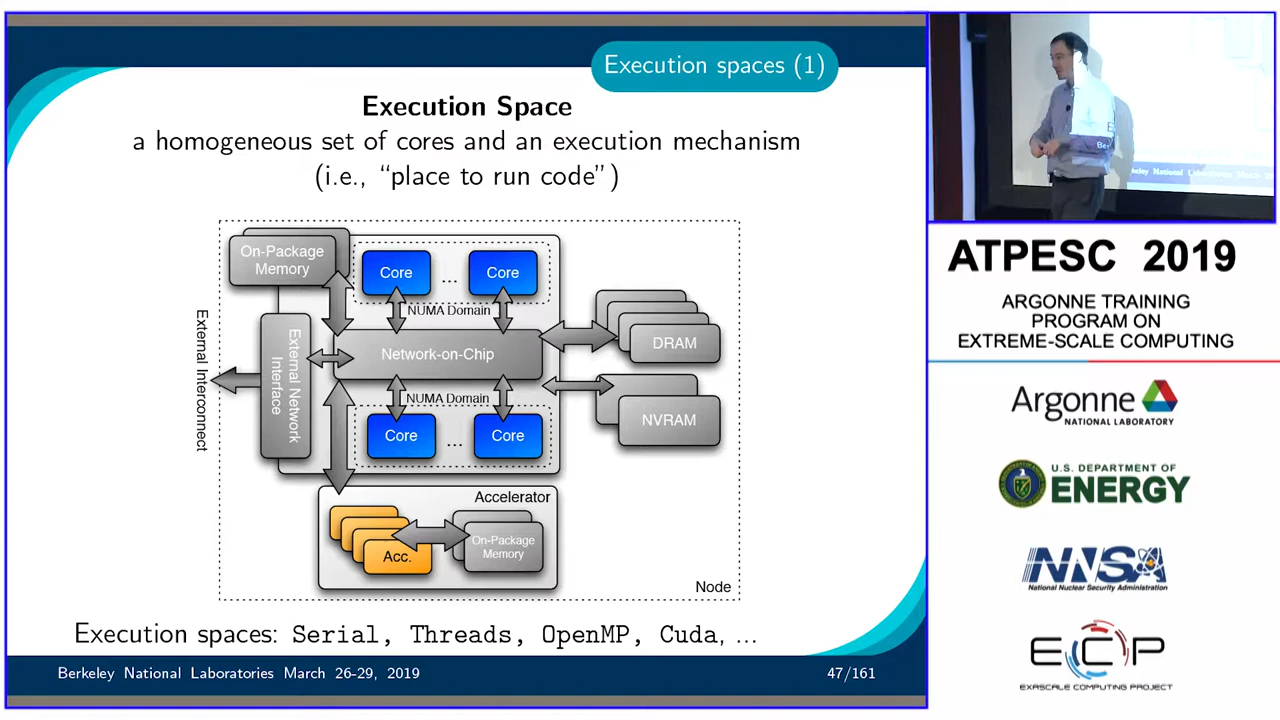 Execution spaces (1)
Execution Space
a homogeneous set of cores and an execution mechanism
(i.e., “place to run code”)
On-Package
Memory
Core
...
Core
NUMA Domain
External Interconnect
External Network
Interface
Network-on-Chip
DRAM
NUMA Domain
Core
...
Core
NVRAM
Accelerator
Acc.
On-Package
Memory
Node
Execution spaces: Serial, Threads, OpenMP, Cuda, ...
Berkeley National Laboratories March 26-29, 2019
47/161
ATPESC 2019
ARGONNE TRAINING
PROGRAM ON
EXTREME-SCALE COMPUTING
Argonne
NATIONAL LABORATORY
U.S. DEPARTMENT OF
ENERGY
NNSA
National Nuclear Security Administration
ECP
EXASCALE COMPUTING PROJECT